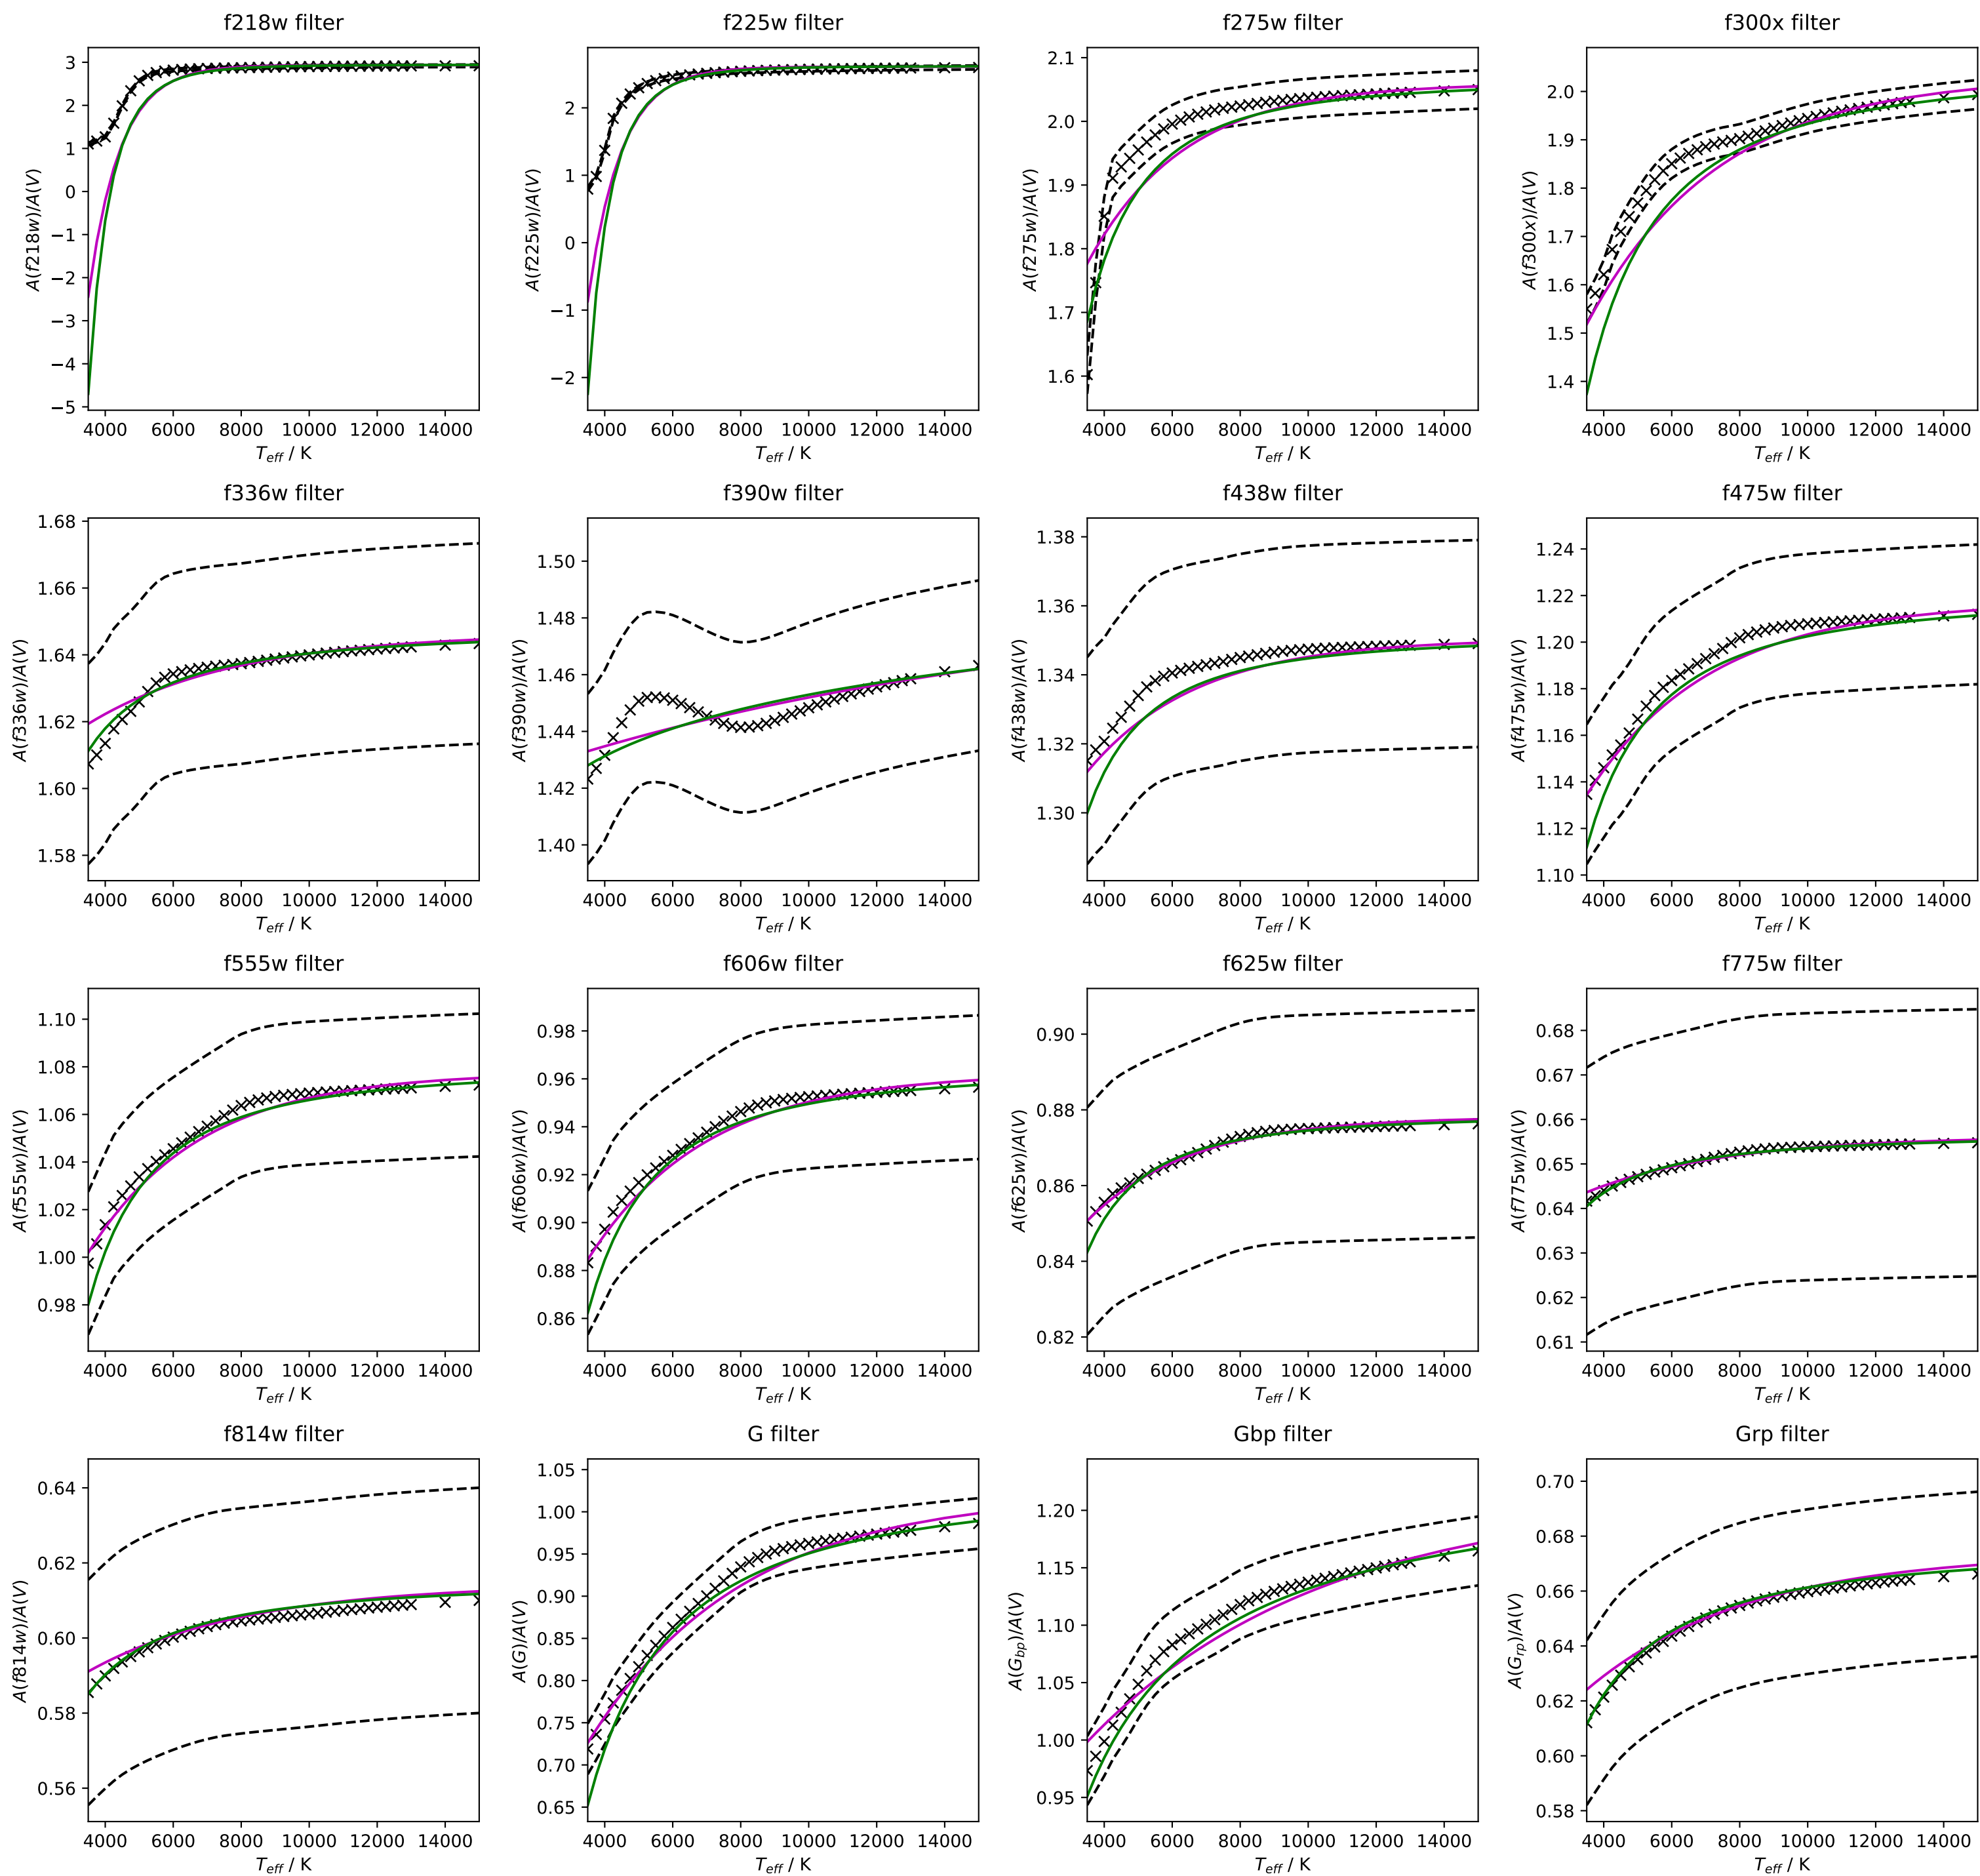 f218w filter
3
2
1
0
−1
−2
−3
−4
−5
A(f218w)/A(V)
4000 6000 8000 10000 12000 14000
T_eff / K
f225w filter
2
1
0
−1
−2
A(f225w)/A(V)
4000 6000 8000 10000 12000 14000
T_eff / K
f275w filter
2.1
2.0
1.9
1.8
1.7
1.6
A(f275w)/A(V)
4000 6000 8000 10000 12000 14000
T_eff / K
f300x filter
2.0
1.9
1.8
1.7
1.6
1.5
1.4
A(f300x)/A(V)
4000 6000 8000 10000 12000 14000
T_eff / K
f336w filter
1.68
1.66
1.64
1.62
1.60
1.58
A(f336w)/A(V)
4000 6000 8000 10000 12000 14000
T_eff / K
f390w filter
1.50
1.48
1.46
1.44
1.42
1.40
A(f390w)/A(V)
4000 6000 8000 10000 12000 14000
T_eff / K
f438w filter
1.38
1.36
1.34
1.32
1.30
A(f438w)/A(V)
4000 6000 8000 10000 12000 14000
T_eff / K
f475w filter
1.24
1.22
1.20
1.18
1.16
1.14
1.12
1.10
A(f475w)/A(V)
4000 6000 8000 10000 12000 14000
T_eff / K
f555w filter
1.10
1.08
1.06
1.04
1.02
1.00
0.98
A(f555w)/A(V)
4000 6000 8000 10000 12000 14000
T_eff / K
f606w filter
0.98
0.96
0.94
0.92
0.90
0.88
0.86
A(f606w)/A(V)
4000 6000 8000 10000 12000 14000
T_eff / K
f625w filter
0.90
0.88
0.86
0.84
0.82
A(f625w)/A(V)
4000 6000 8000 10000 12000 14000
T_eff / K
f775w filter
0.68
0.67
0.66
0.65
0.64
0.63
0.62
0.61
A(f775w)/A(V)
4000 6000 8000 10000 12000 14000
T_eff / K
f814w filter
0.64
0.62
0.60
0.58
0.56
A(f814w)/A(V)
4000 6000 8000 10000 12000 14000
T_eff / K
G filter
1.05
1.00
0.95
0.90
0.85
0.80
0.75
0.70
0.65
A(G)/A(V)
4000 6000 8000 10000 12000 14000
T_eff / K
Gbp filter
1.20
1.15
1.10
1.05
1.00
0.95
A(G_bp)/A(V)
4000 6000 8000 10000 12000 14000
T_eff / K
Grp filter
0.70
0.68
0.66
0.64
0.62
0.60
0.58
A(G_rp)/A(V)
4000 6000 8000 10000 12000 14000
T_eff / K